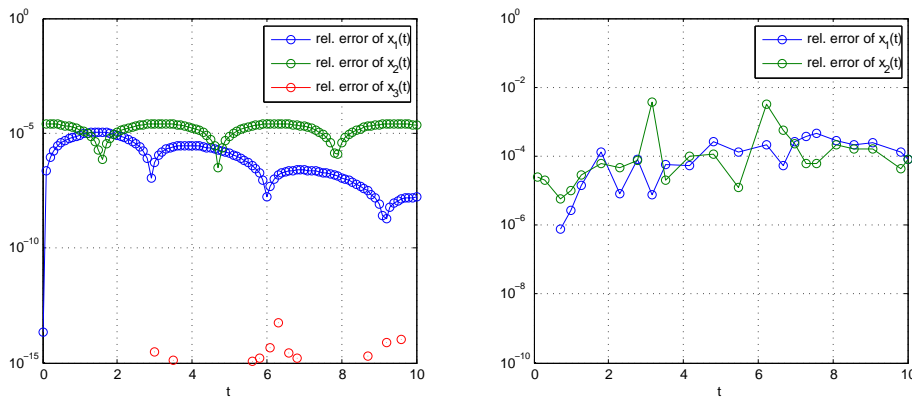 10^0
10^-5
10^-10
10^-15
0 2 4 6 8 10
t
rel. error of x_1(t)
rel. error of x_2(t)
rel. error of x_3(t)
10^0
10^-2
10^-4
10^-6
10^-8
10^-10
0 2 4 6 8 10
t
rel. error of x_1(t)
rel. error of x_2(t)